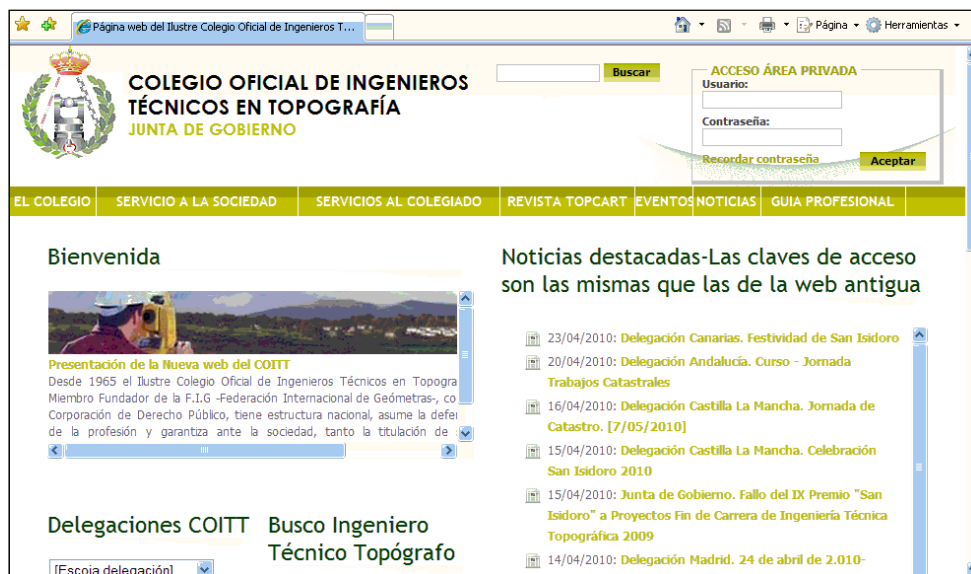 Página web del Ilustre Colegio Oficial de Ingenieros T...
Página
Herramientas
COLEGIO OFICIAL DE INGENIEROS
TÉCNICOS EN TOPOGRAFÍA
JUNTA DE GOBIERNO
Buscar
ACCESO ÁREA PRIVADA
Usuario:
Contraseña:
Recordar contraseña
Aceptar
EL COLEGIO
SERVICIO A LA SOCIEDAD
SERVICIOS AL COLEGIADO
REVISTA TOPCART
EVENTOS
NOTICIAS
GUIA PROFESIONAL
Bienvenida
Presentación de la Nueva web del COITT
Desde 1965 el Ilustre Colegio Oficial de Ingenieros Técnicos en Topogra
Miembro Fundador de la F.I.G -Federación Internacional de Geómetras-, co
Corporación de Derecho Público, tiene estructura nacional, asume la defen
de la profesión y garantiza ante la sociedad, tanto la titulación de
Delegaciones COITT
[Escoja delegación]
Busco Ingeniero
Técnico Topógrafo
Noticias destacadas-Las claves de acceso
son las mismas que las de la web antigua
23/04/2010: Delegación Canarias. Festividad de San Isidoro
20/04/2010: Delegación Andalucía. Curso - Jornada
Trabajos Catastrales
16/04/2010: Delegación Castilla La Mancha. Jornada de
Catastro. [7/05/2010]
15/04/2010: Delegación Castilla La Mancha. Celebración
San Isidoro 2010
15/04/2010: Junta de Gobierno. Fallo del IX Premio "San
Isidoro" a Proyectos Fin de Carrera de Ingeniería Técnica
Topográfica 2009
14/04/2010: Delegación Madrid. 24 de abril de 2.010-